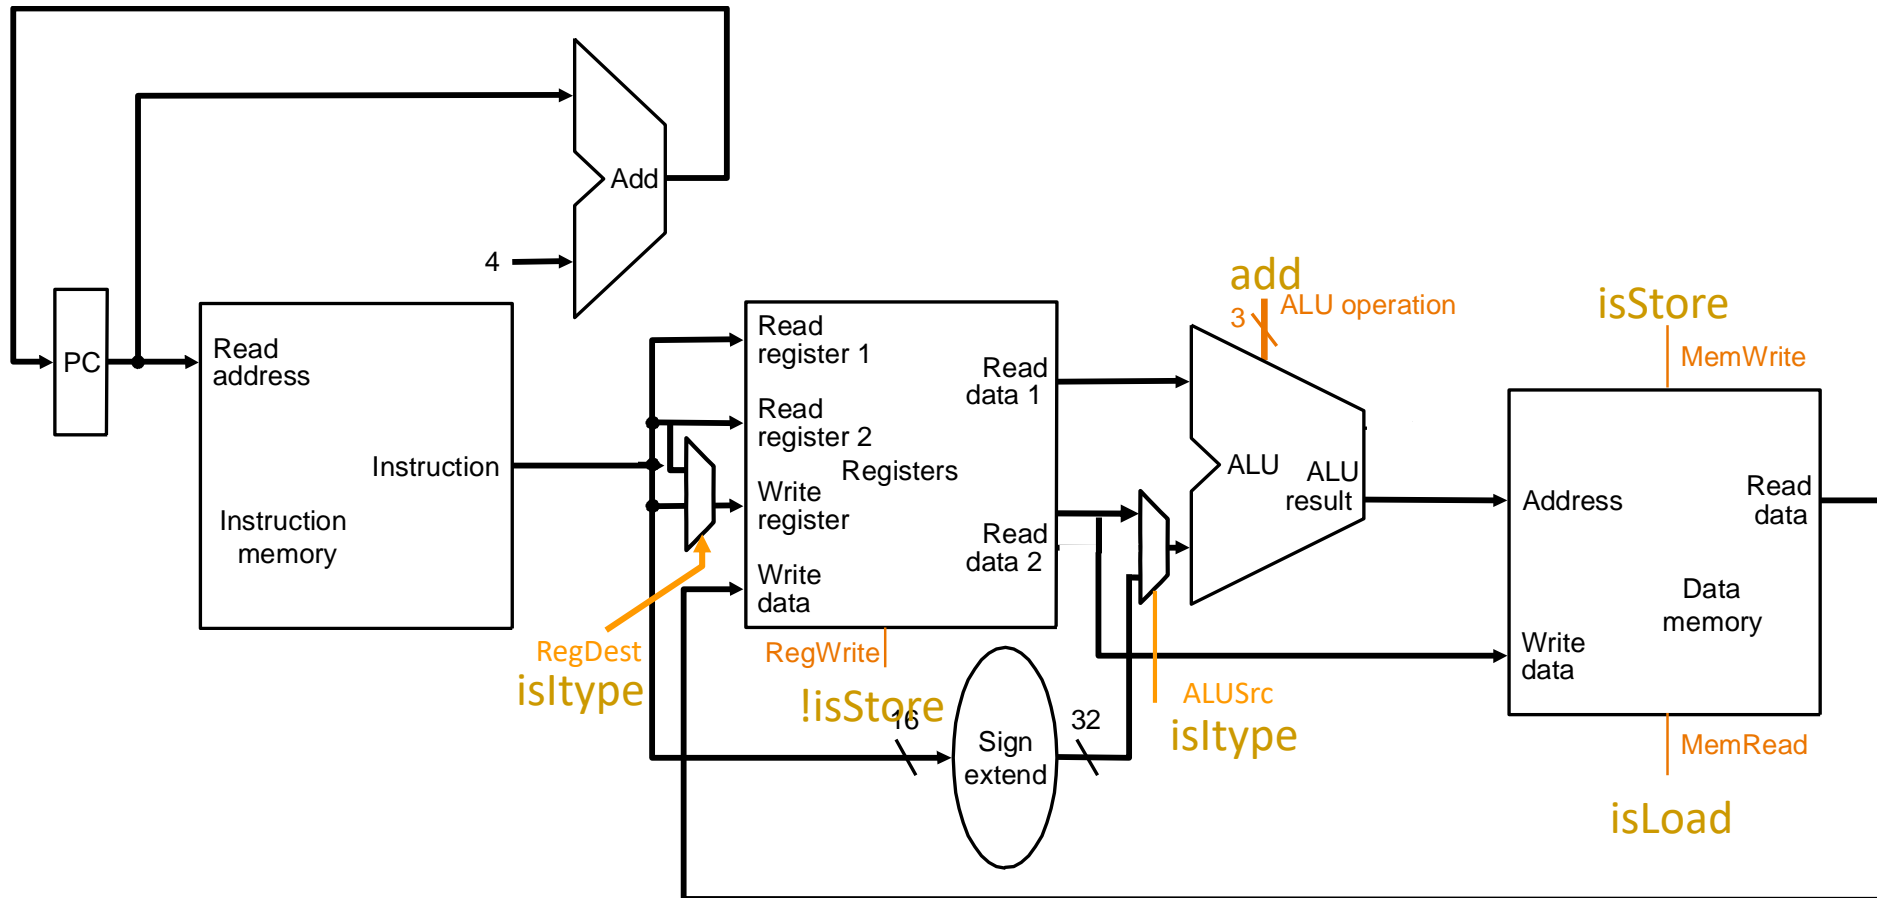 Add
4
add
3
ALU operation
isStore
MemWrite
PC
Read
address
Instruction
Instruction
memory
Read
register 1
Read
register 2
Registers
Write
register
Write
data
Read
data 1
Read
data 2
ALU
ALU
result
Address
Read
data
Data
memory
Write
data
RegDest
isItype
RegWrite
!isStore
16
Sign
extend
32
ALUSrc
isItype
MemRead
isLoad